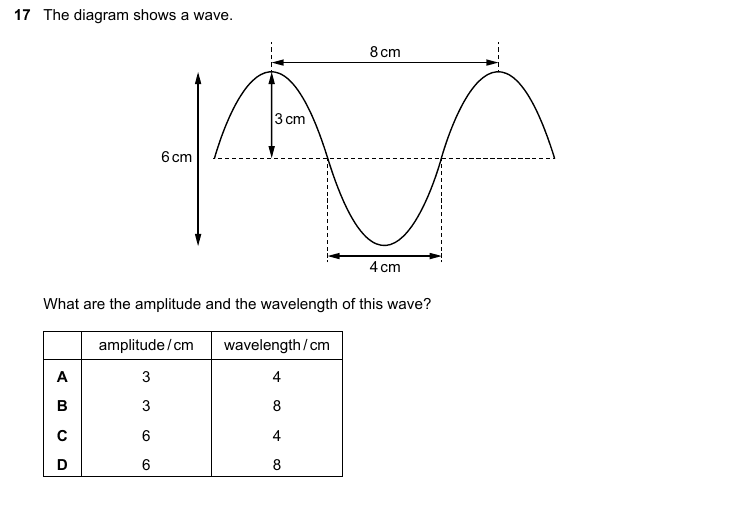 17 The diagram shows a wave.
8 cm
3 cm
6 cm
4 cm
What are the amplitude and the wavelength of this wave?
amplitude / cm wavelength / cm
A 3 4
B 3 8
C 6 4
D 6 8